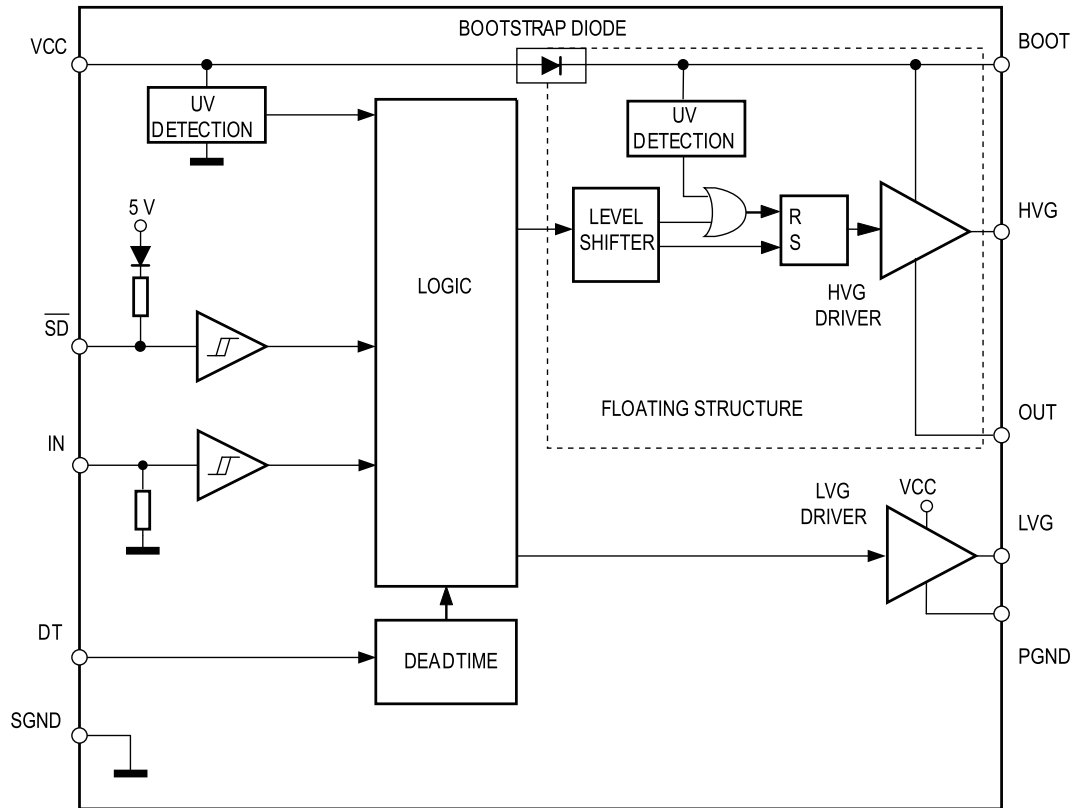 BOOTSTRAP DIODE
VCC
BOOT
UV
DETECTION
UV
DETECTION
5 V
LEVEL
SHIFTER
R
S
HVG
LOGIC
HVG
DRIVER
SD
FLOATING STRUCTURE
OUT
IN
LVG
DRIVER
VCC
LVG
DT
DEADTIME
PGND
SGND